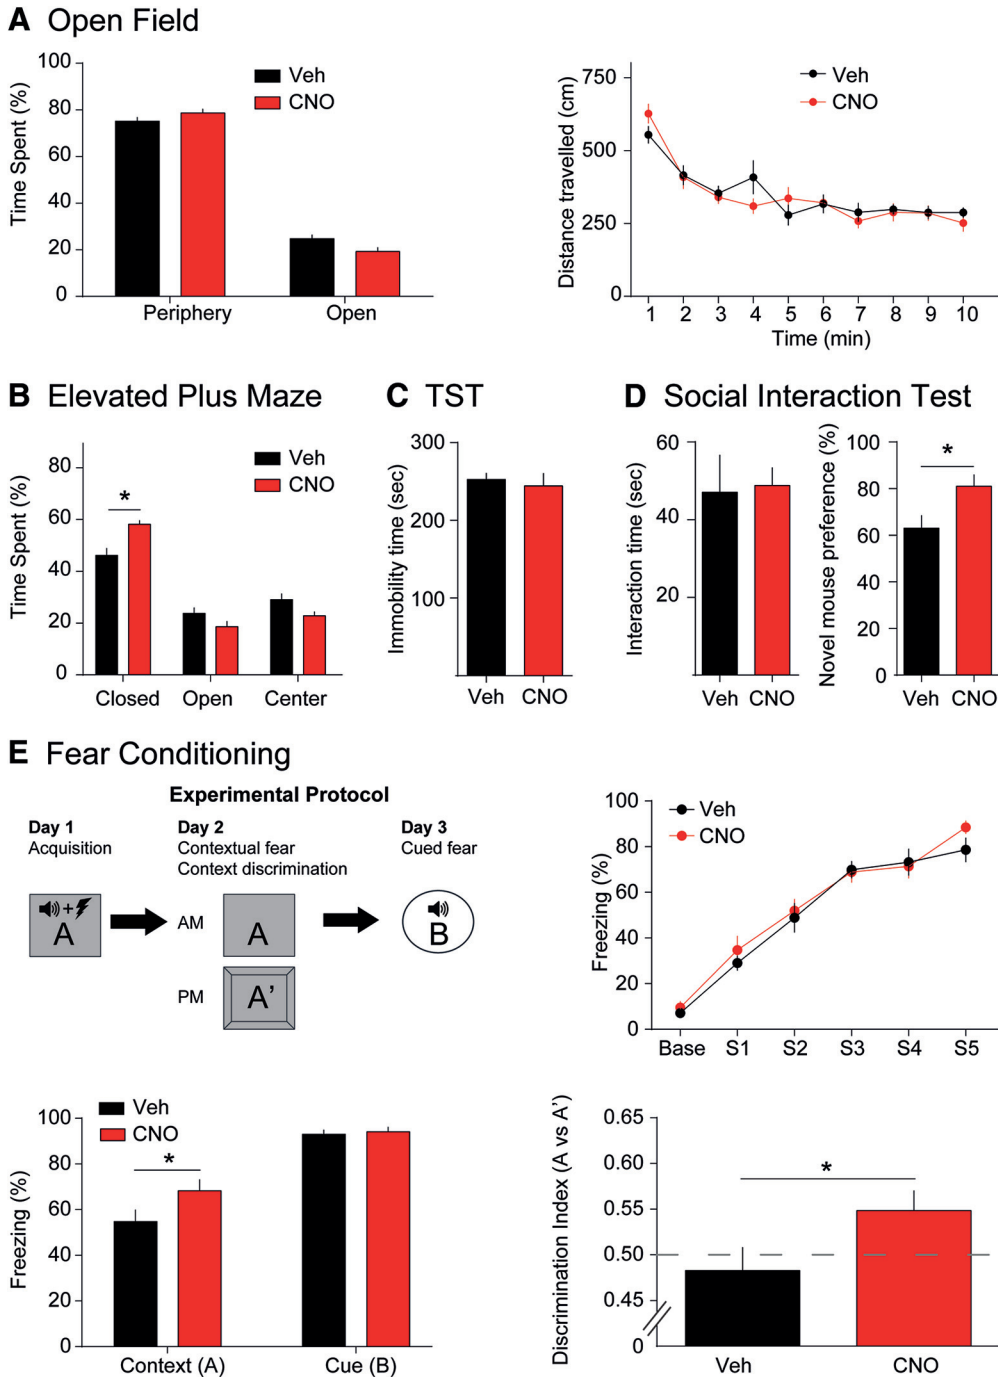 A Open Field
100
80
60
40
20
0
Time Spent (%)
Veh
CNO
Periphery Open
750
500
250
0
Distance travelled (cm)
Veh
CNO
1 2 3 4 5 6 7 8 9 10
Time (min)
B Elevated Plus Maze
80
60
40
20
0
Time Spent (%)
Veh
CNO
*
Closed Open Center
C TST
300
200
100
Immobility time (sec)
Veh CNO
D Social Interaction Test
60
40
20
Interaction time (sec)
Veh CNO
100
80
60
40
20
0
Novel mouse preference (%)
*
Veh CNO
E Fear Conditioning
Experimental Protocol
Day 1 Day 2 Day 3
Acquisition Contextual fear Cued fear
Context discrimination
+
A AM A B
PM A’
100
80
60
40
20
0
Freezing (%)
Veh
CNO
Base S1 S2 S3 S4 S5
100
80
60
40
20
0
Freezing (%)
Veh
CNO
*
Context (A) Cue (B)
0.65
0.60
0.55
0.50
0.45
0
Discrimination Index (A vs A’)
*
Veh CNO